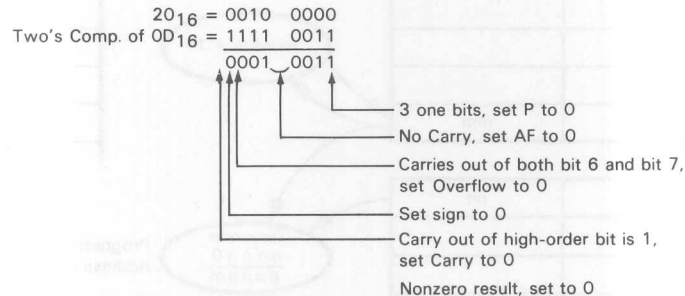 20₁₆ = 0010 0000
Two's Comp. of 0D₁₆ = 1111 0011
0001 0011
3 one bits, set P to 0
No Carry, set AF to 0
Carries out of both bit 6 and bit 7,
set Overflow to 0
Set sign to 0
Carry out of high-order bit is 1,
set Carry to 0
Nonzero result, set to 0